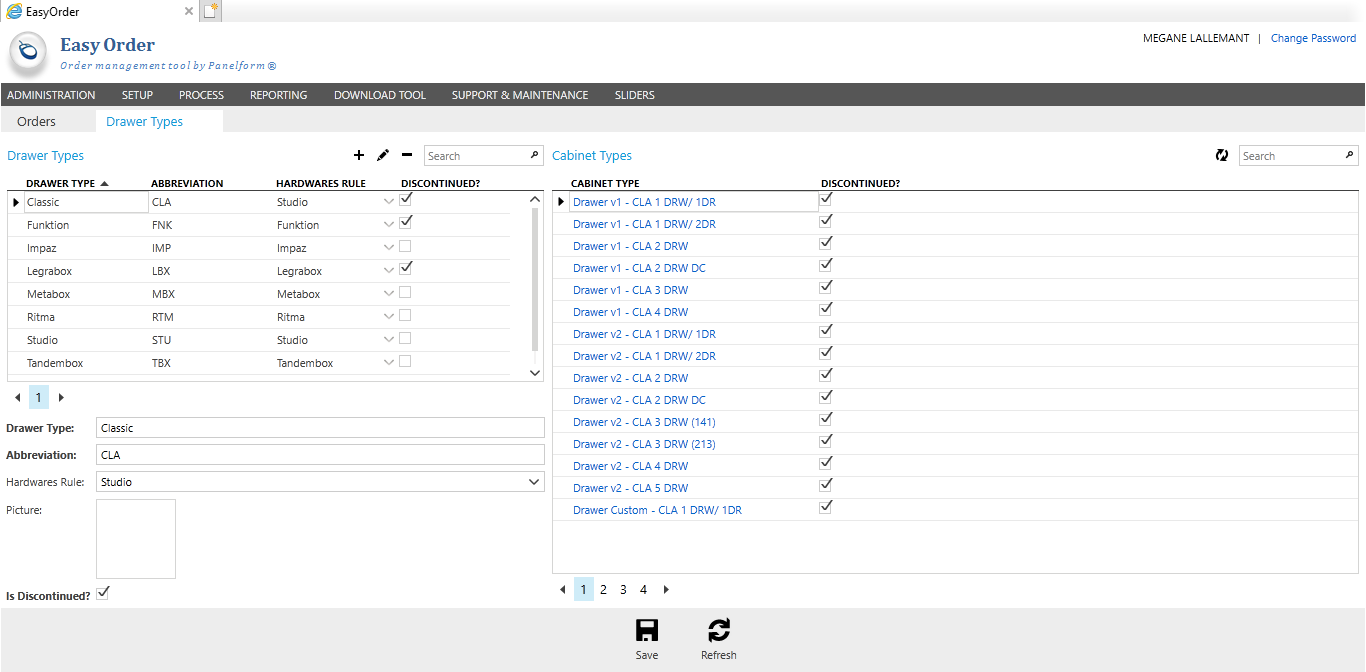 EasyOrder
Easy Order
Order management tool by Panelform ®
MEGANE LALLEMANT | Change Password
ADMINISTRATION SETUP PROCESS REPORTING DOWNLOAD TOOL SUPPORT & MAINTENANCE SLIDERS
Orders Drawer Types
Drawer Types
Search
DRAWER TYPE ABBREVIATION HARDWARES RULE DISCONTINUED?
Classic CLA Studio
Funktion FNK Funktion
Impaz IMP Impaz
Legrabox LBX Legrabox
Metabox MBX Metabox
Ritma RTM Ritma
Studio STU Studio
Tandembox TBX Tandembox
1
Drawer Type: Classic
Abbreviation: CLA
Hardwares Rule: Studio
Picture:
Is Discontinued?
Cabinet Types
Search
CABINET TYPE DISCONTINUED?
Drawer v1 - CLA 1 DRW/ 1DR
Drawer v1 - CLA 1 DRW/ 2DR
Drawer v1 - CLA 2 DRW
Drawer v1 - CLA 2 DRW DC
Drawer v1 - CLA 3 DRW
Drawer v1 - CLA 4 DRW
Drawer v2 - CLA 1 DRW/ 1DR
Drawer v2 - CLA 1 DRW/ 2DR
Drawer v2 - CLA 2 DRW
Drawer v2 - CLA 2 DRW DC
Drawer v2 - CLA 3 DRW (141)
Drawer v2 - CLA 3 DRW (213)
Drawer v2 - CLA 4 DRW
Drawer v2 - CLA 5 DRW
Drawer Custom - CLA 1 DRW/ 1DR
1 2 3 4
Save Refresh